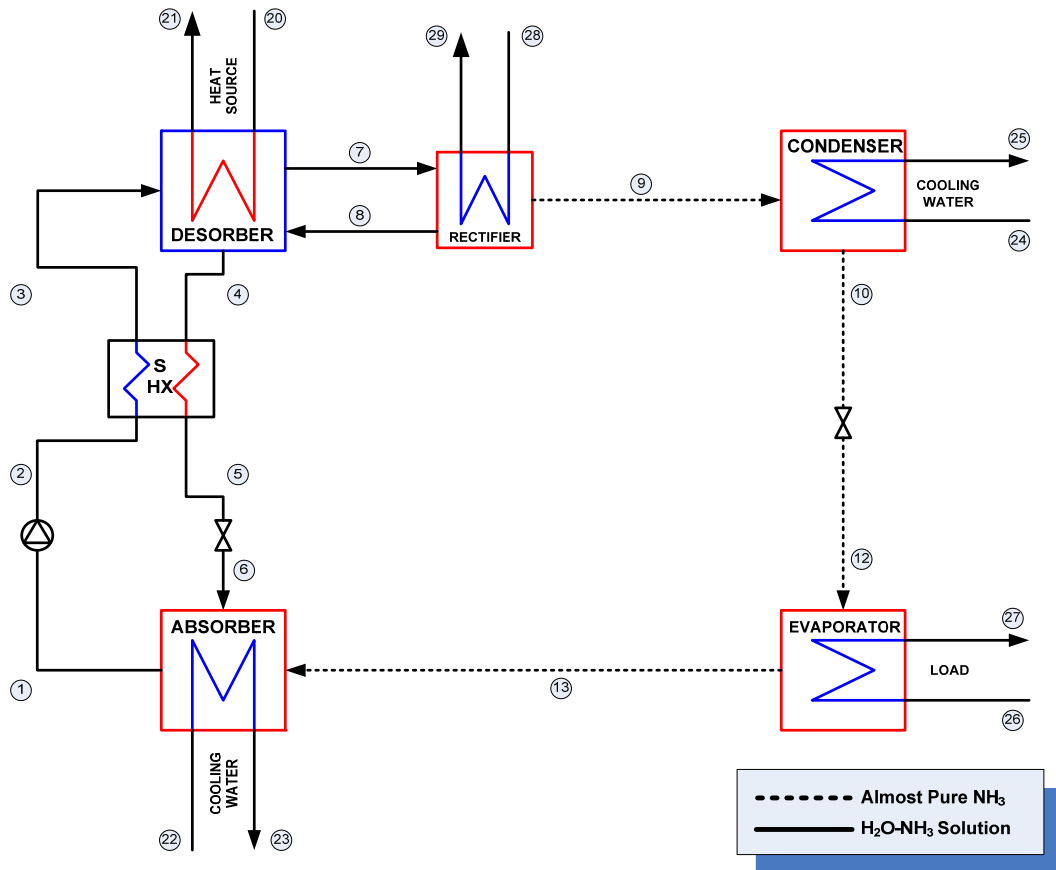 21
20
29
28
HEAT
SOURCE
7
CONDENSER
25
COOLING
WATER
24
9
8
DESORBER
RECTIFIER
3
4
10
S
HX
2
5
6
12
ABSORBER
EVAPORATOR
27
LOAD
26
1
13
COOLING
WATER
22
23
Almost Pure NH₃
H₂O-NH₃ Solution